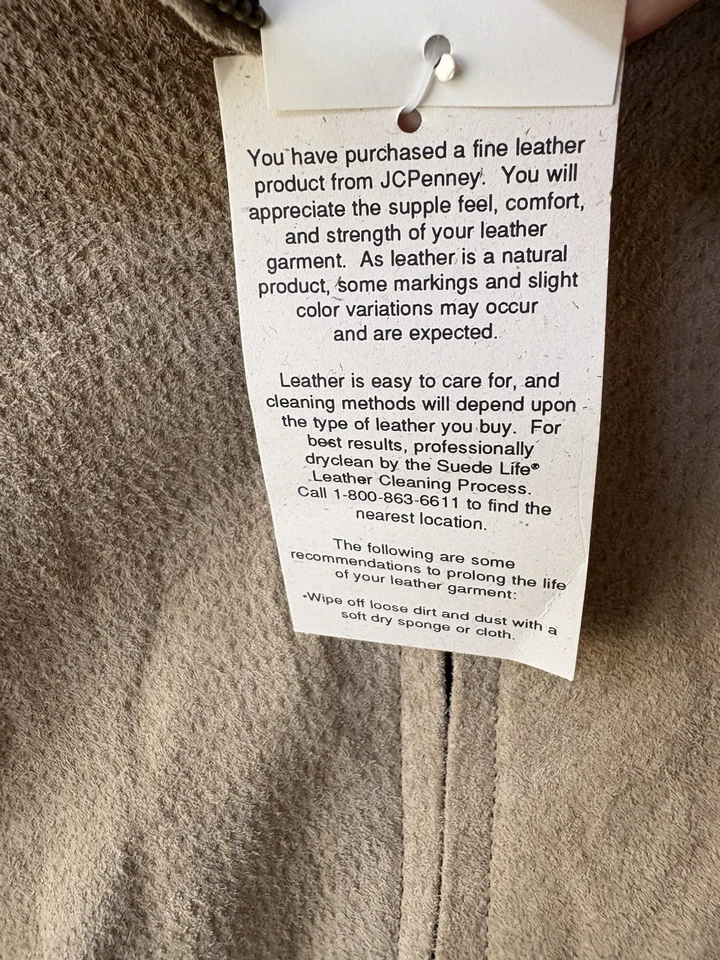 You have purchased a fine leather
product from JCPenney. You will
appreciate the supple feel, comfort,
and strength of your leather
garment. As leather is a natural
product, some markings and slight
color variations may occur
and are expected.
Leather is easy to care for, and
cleaning methods will depend upon
the type of leather you buy. For
best results, professionally
dryclean by the Suede Life®
Leather Cleaning Process.
Call 1-800-863-6611 to find the
nearest location.
The following are some
recommendations to prolong the life
of your leather garment:
•Wipe off loose dirt and dust with a
soft dry sponge or cloth.